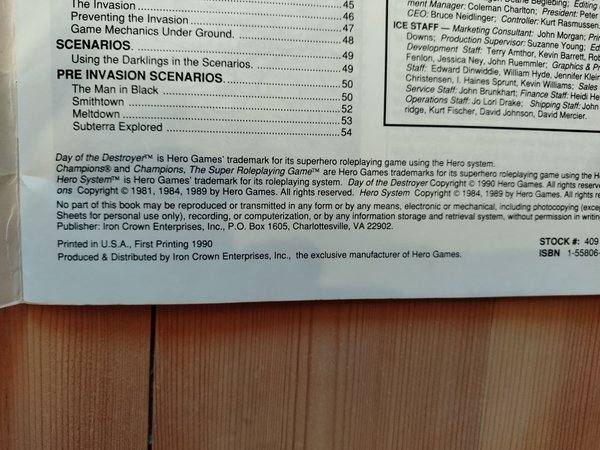 The Invasion 45
Preventing the Invasion 46
Game Mechanics Under Ground. 47
SCENARIOS. 48
Using the Darklings in the Scenarios. 49
PRE INVASION SCENARIOS. 50
The Man in Black 50
Smithtown 52
Meltdown 53
Subterra Explored 54
ment Manager: Coleman Charlton; President: Peter
CEO: Bruce Neidlinger; Controller: Kurt Rasmussen.
ICE STAFF — Marketing Consultant: John Morgan; Prin
Downs; Production Supervisor: Suzanne Young; Edi
Development Staff: Terry Amthor, Kevin Barrett, Rob
Fenlon, Jessica Ney, John Ruemmler; Graphics & Pr
Staff: Edward Dinwiddie, William Hyde, Jennifer Klein
Christensen, I. Haines Sprunt, Kevin Williams; Sales
Service Staff: John Brunkhart; Finance Staff: Heidi He
Operations Staff: Jo Lori Drake; Shipping Staff: John
ridge, Kurt Fischer, David Johnson, David Mercier.
Day of the Destroyer™ is Hero Games' trademark for its superhero roleplaying game using the Hero system.
Champions® and Champions, The Super Roleplaying Game™ are Hero Games' trademarks for its superhero roleplaying game using the H
Hero System™ is Hero Games' trademark for its roleplaying system. Day of the Destroyer Copyright © 1990 Hero Games. All rights reserve
ons Copyright © 1981, 1984, 1989 by Hero Games. All rights reserved. Hero System Copyright © 1984, 1989 by Hero Games. All rights re
No part of this book may be reproduced or transmitted in any form or by any means, electronic or mechanical, including photocopying (exce
Sheets for personal use only), recording, or computerization, or by any information storage and retrieval system, without permission in writing
Publisher: Iron Crown Enterprises, Inc., P.O. Box 1605, Charlottesville, VA 22902.
Printed in U.S.A., First Printing 1990
Produced & Distributed by Iron Crown Enterprises, Inc., the exclusive manufacturer of Hero Games.
STOCK #: 409
ISBN 1-55806-